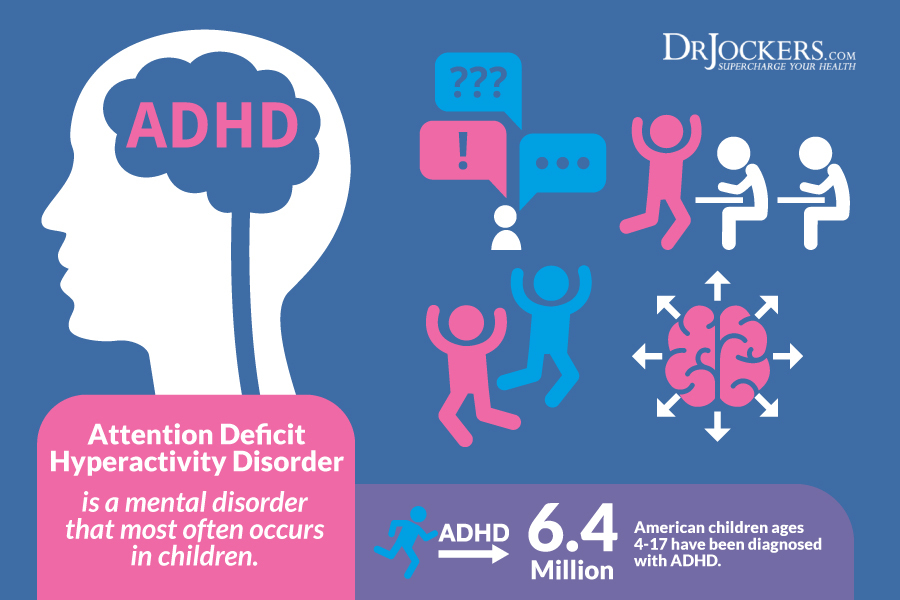 DRJOCKERS.COM
SUPERCHARGE YOUR HEALTH
ADHD
???
!
...
Attention Deficit
Hyperactivity Disorder
is a mental disorder
that most often occurs
in children.
ADHD
6.4
Million
American children ages
4-17 have been diagnosed
with ADHD.